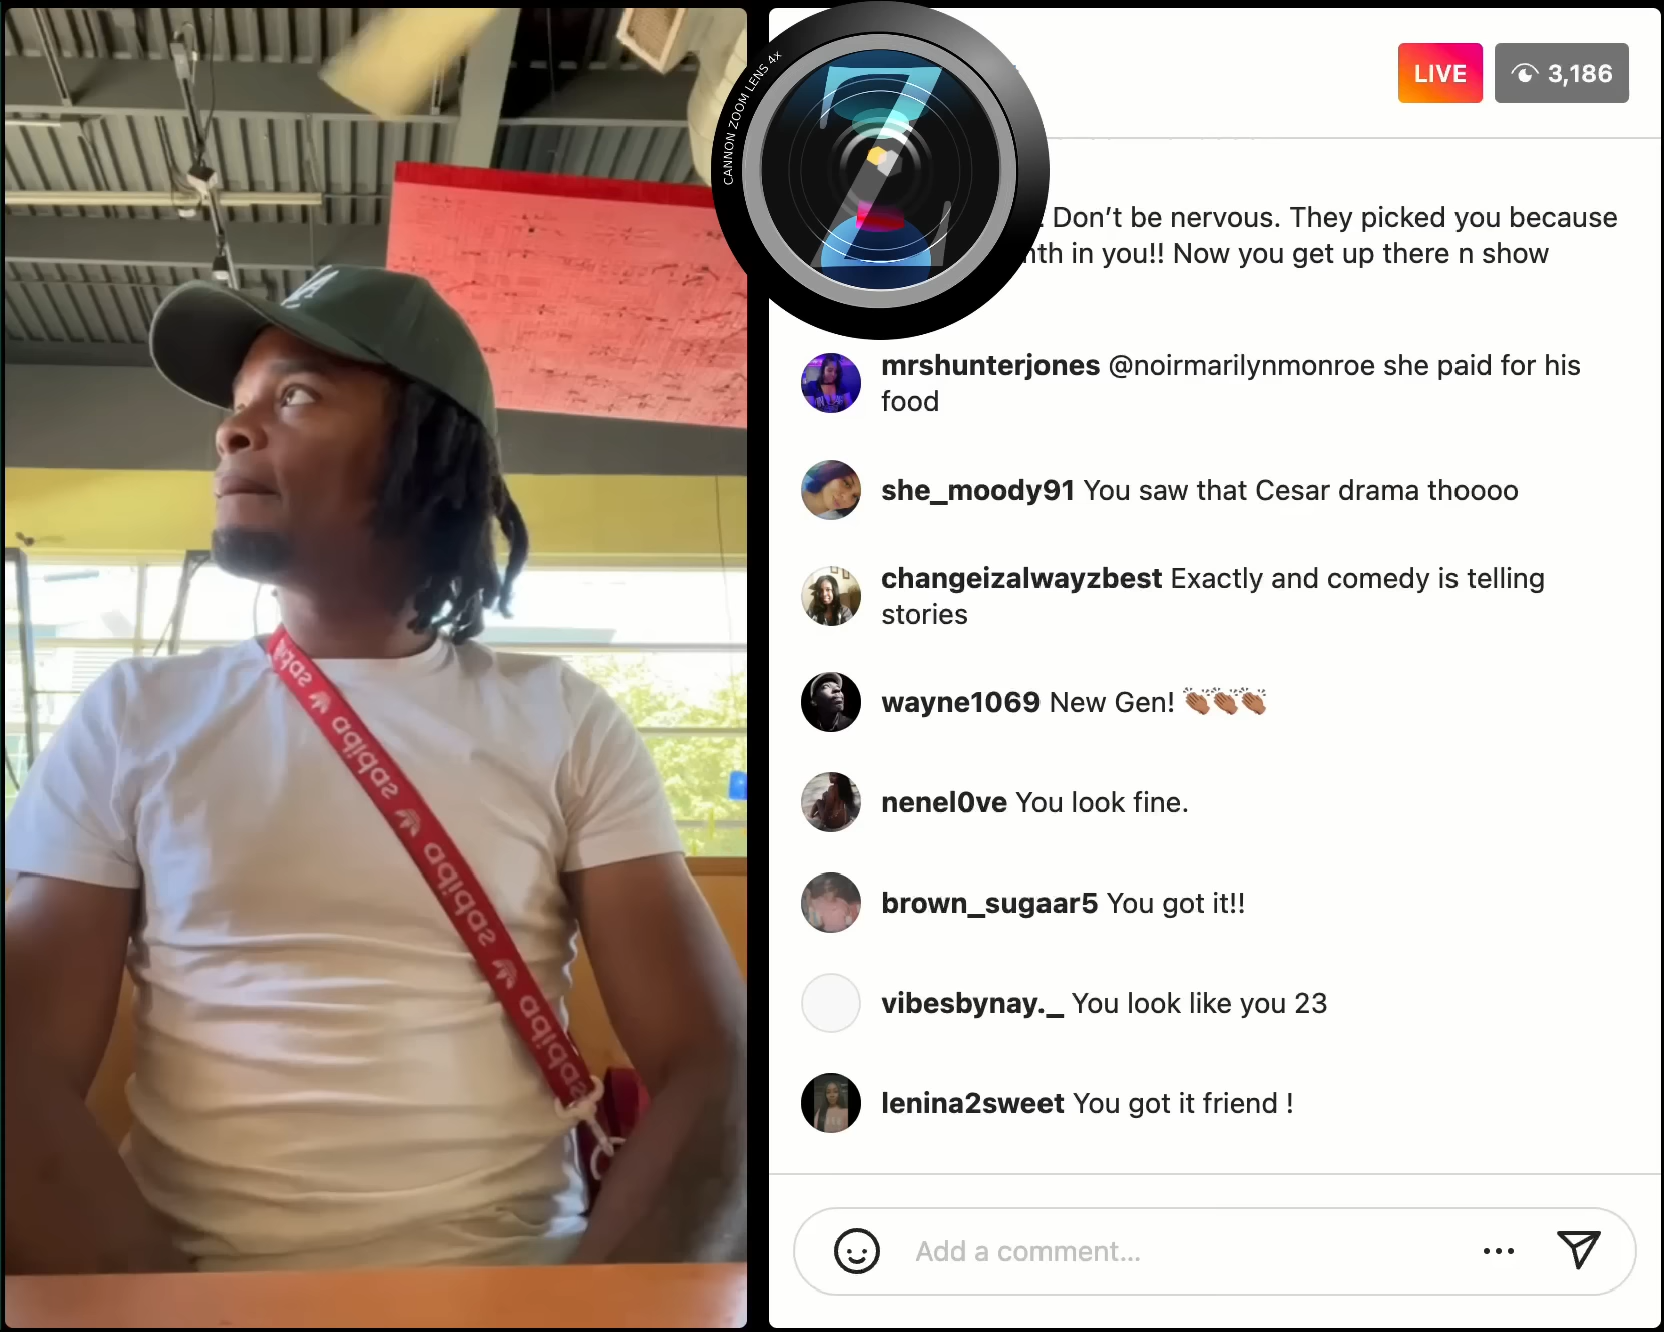 CANNON ZOOM LENS 4x
Z
LIVE
3,186
Don’t be nervous. They picked you because
in you!! Now you get up there n show
mrshunterjones @noirmarilynmonroe she paid for his
food
she_moody91 You saw that Cesar drama thoooo
changeizalwayzbest Exactly and comedy is telling
stories
wayne1069 New Gen! 👏🏾👏🏾👏🏾
nenel0ve You look fine.
brown_sugaar5 You got it!!
vibesbynay._ You look like you 23
lenina2sweet You got it friend !
Add a comment...
adidas adidas adidas adidas